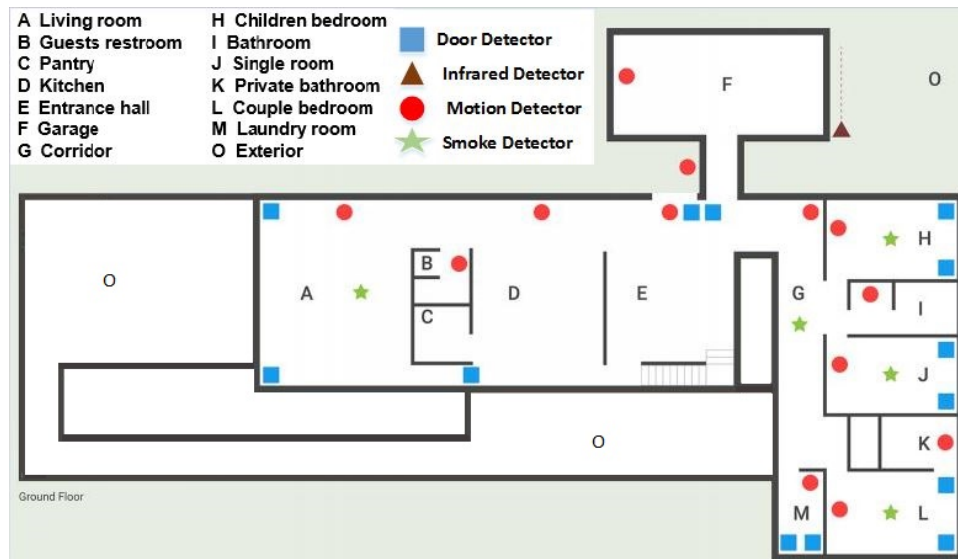 A Living room
B Guests restroom
C Pantry
D Kitchen
E Entrance hall
F Garage
G Corridor
H Children bedroom
I Bathroom
J Single room
K Private bathroom
L Couple bedroom
M Laundry room
O Exterior
Door Detector
Infrared Detector
Motion Detector
Smoke Detector
F
O
O
A
B
C
D
E
G
H
I
J
K
L
M
O
Ground Floor